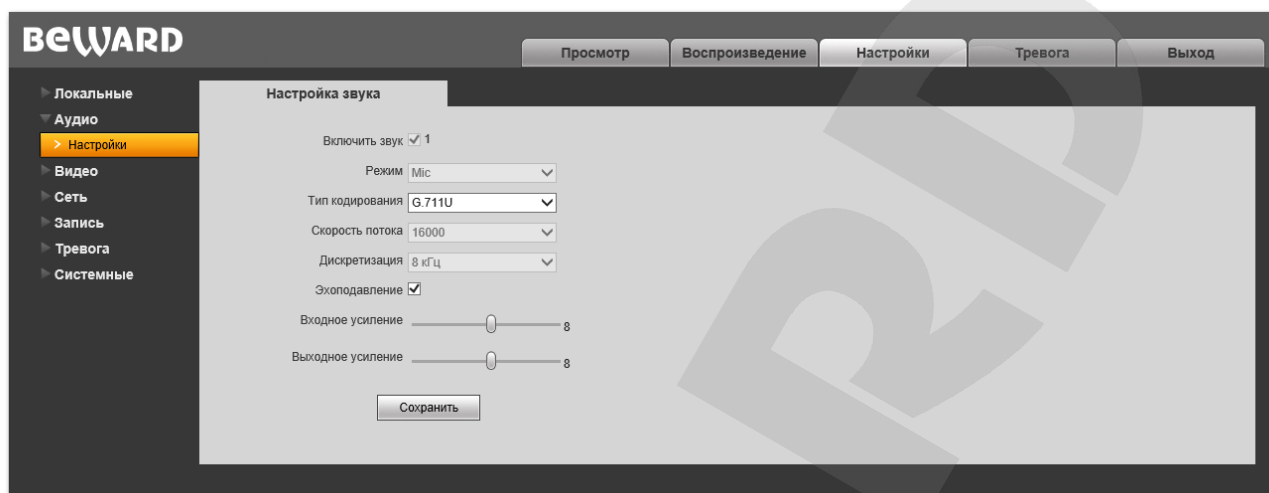 BEWARD
Просмотр Воспроизведение Настройки Тревога Выход
Локальные
Аудио
> Настройки
Видео
Сеть
Запись
Тревога
Системные
Настройка звука
Включить звук 1
Режим Mic
Тип кодирования G.711U
Скорость потока 16000
Дискретизация 8 кГц
Эхоподавление
Входное усиление 8
Выходное усиление 8
Сохранить
RD